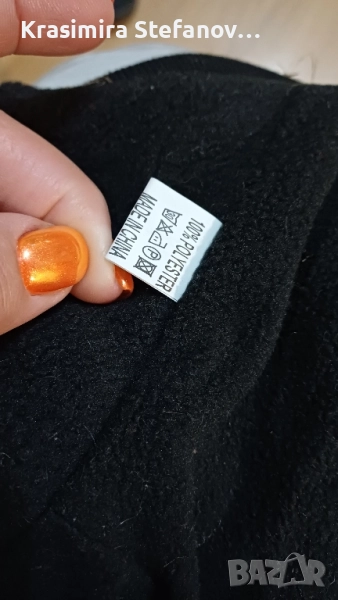 Krasimira Stefanov...
100% POLYESTER
MADE IN CHINA
BAZAR